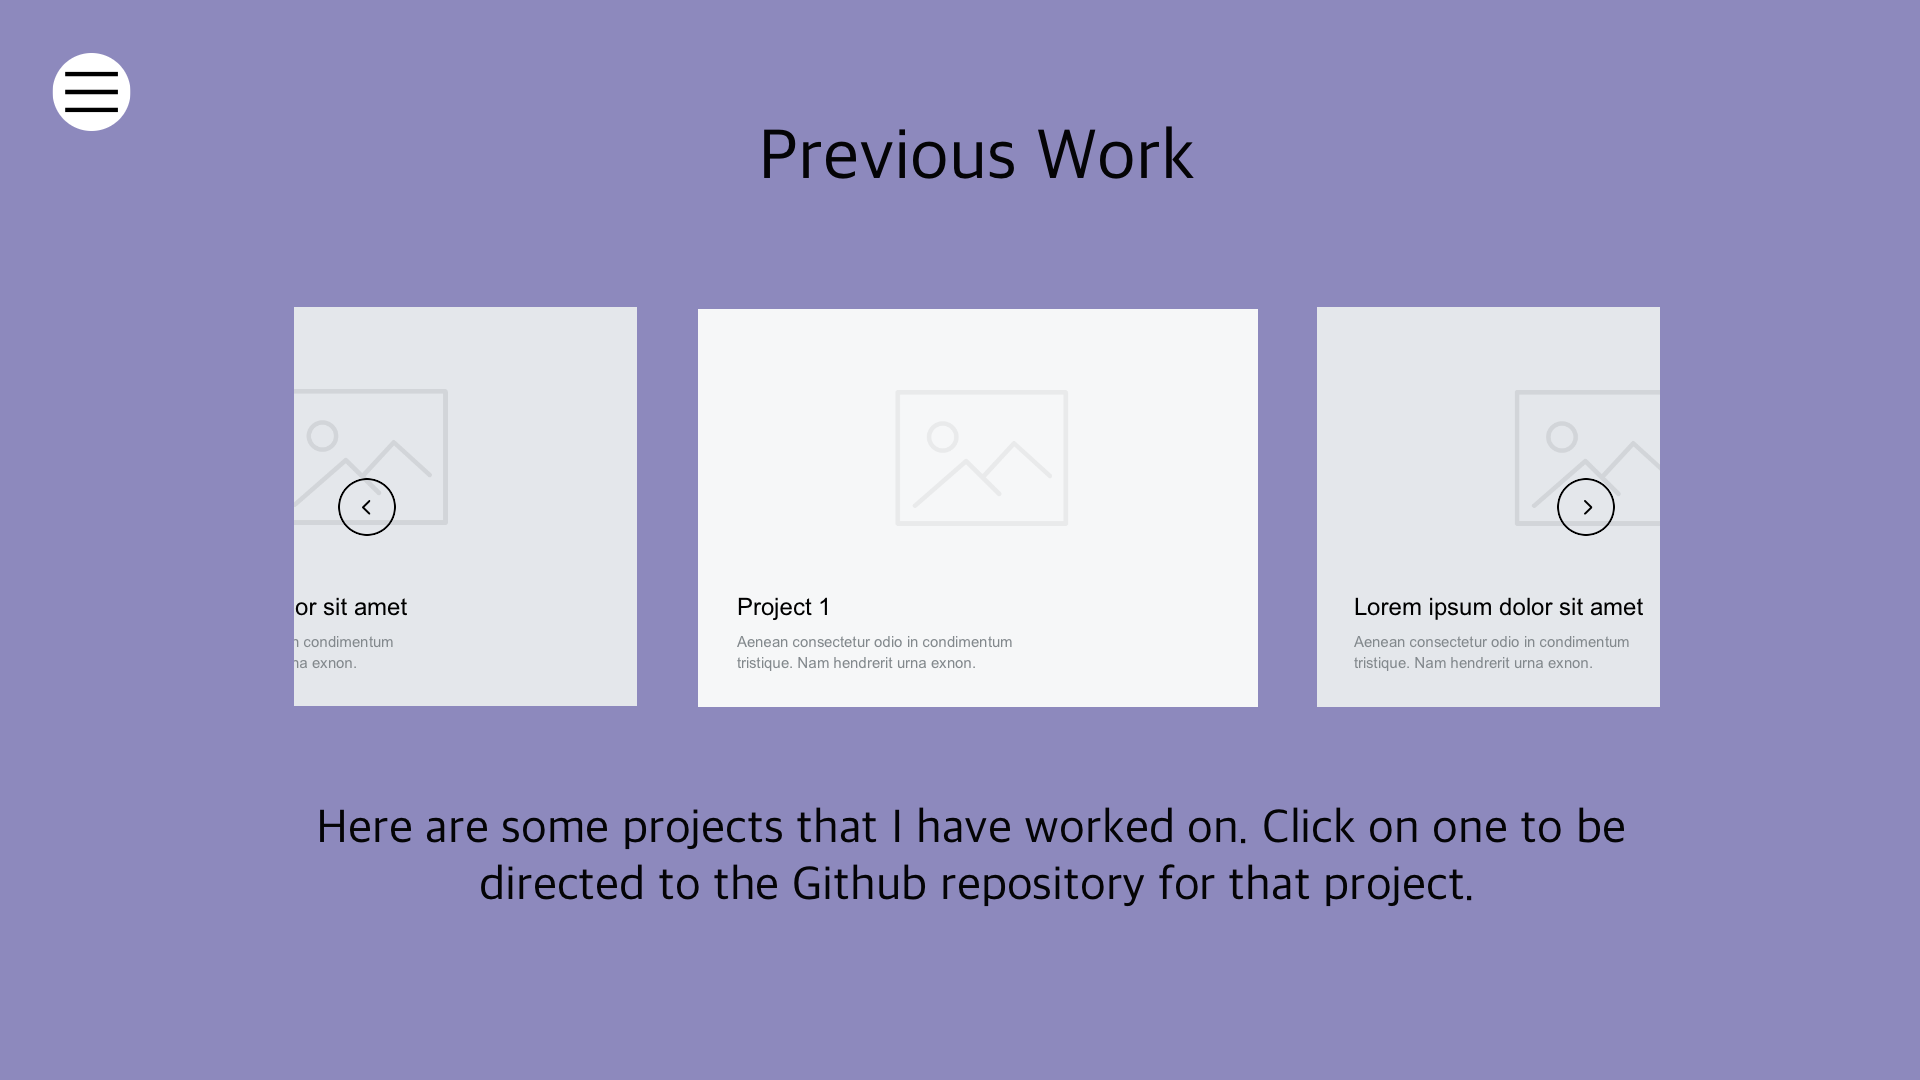 Previous Work
or sit amet
condimentum
na exnon.
Project 1
Aenean consectetur odio in condimentum
tristique. Nam hendrerit urna exnon.
Lorem ipsum dolor sit amet
Aenean consectetur odio in condimentum
tristique. Nam hendrerit urna exnon.
Here are some projects that I have worked on. Click on one to be
directed to the Github repository for that project.